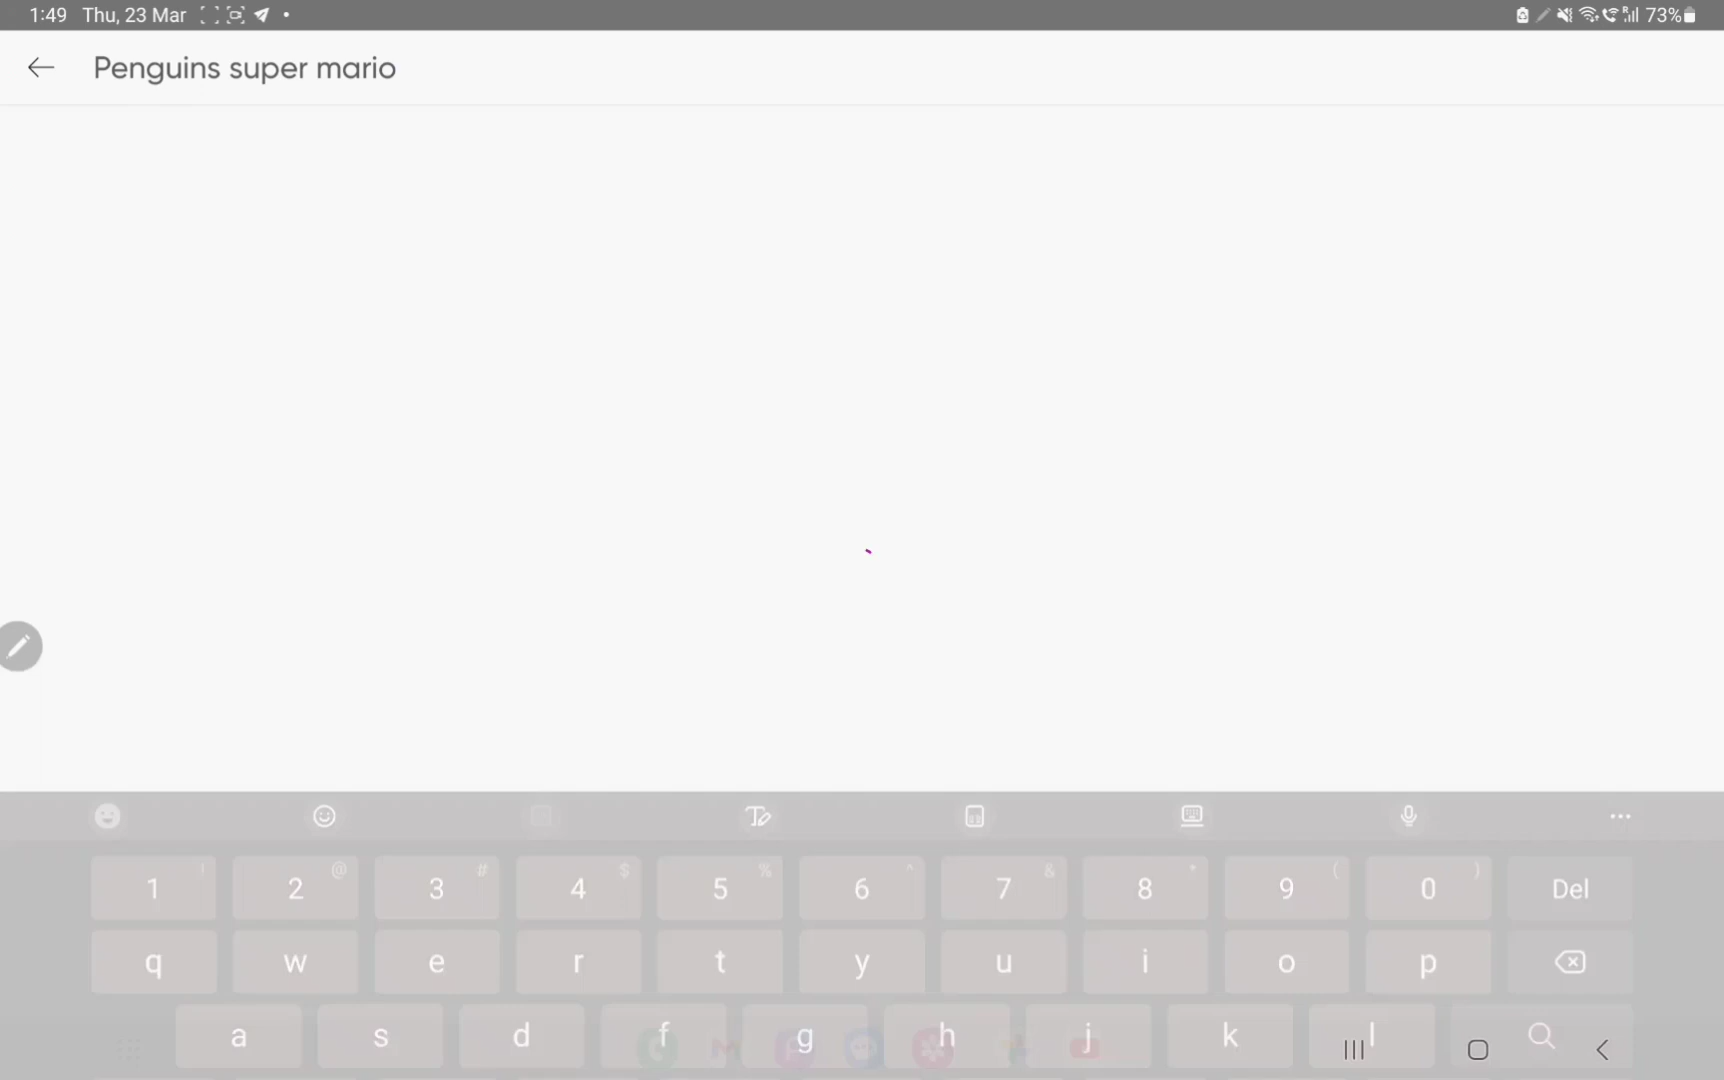 1:49 Thu, 23 Mar 73%
Penguins super mario
1 ! 2 @ 3 # 4 $ 5 % 6 ^ 7 & 8 * 9 ( 0 ) Del
q w e r t y u i o p
a s d f g h j k l